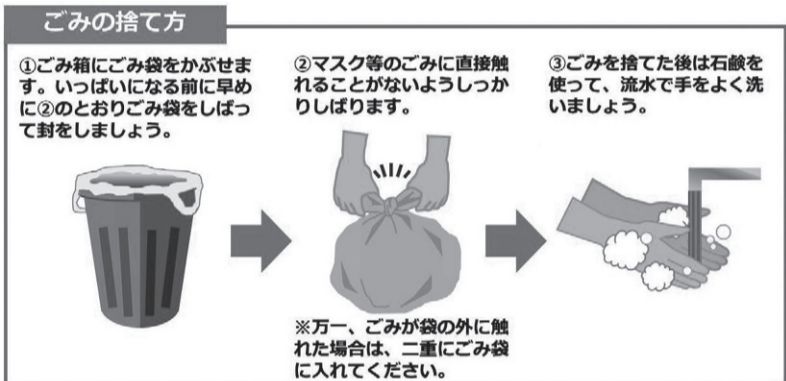 ごみの捨て方
①ごみ箱にごみ袋をかぶせま
す。いっぱいになる前に早め
に②のとおりごみ袋をしばっ
て封をしましょう。
②マスク等のごみに直接触
れることがないようしっか
りしばります。
※万一、ごみが袋の外に触
れた場合は、二重にごみ袋
に入れてください。
③ごみを捨てた後は石鹸を
使って、流水で手をよく洗
いましょう。